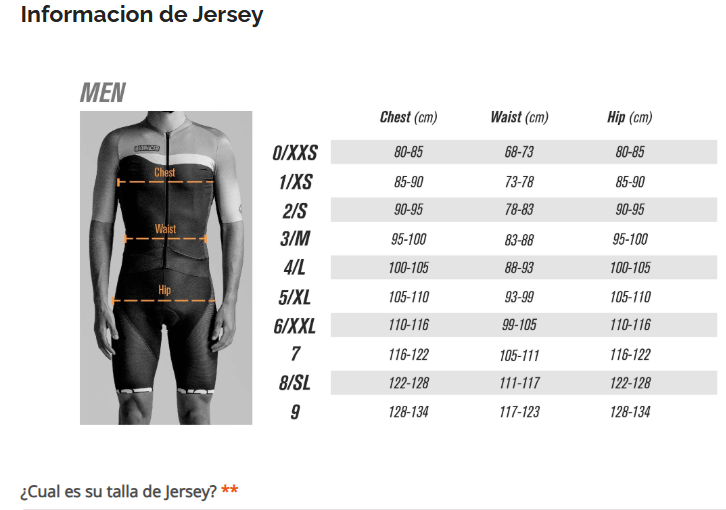 Informacion de Jersey
MEN
Chest (cm) Waist (cm) Hip (cm)
0/XXS 80-85 68-73 80-85
1/XS 85-90 73-78 85-90
2/S 90-95 78-83 90-95
3/M 95-100 83-88 95-100
4/L 100-105 88-93 100-105
5/XL 105-110 93-99 105-110
6/XXL 110-116 99-105 110-116
7 116-122 105-111 116-122
8/SL 122-128 111-117 122-128
9 128-134 117-123 128-134
Chest
Waist
Hip
¿Cual es su talla de Jersey? **